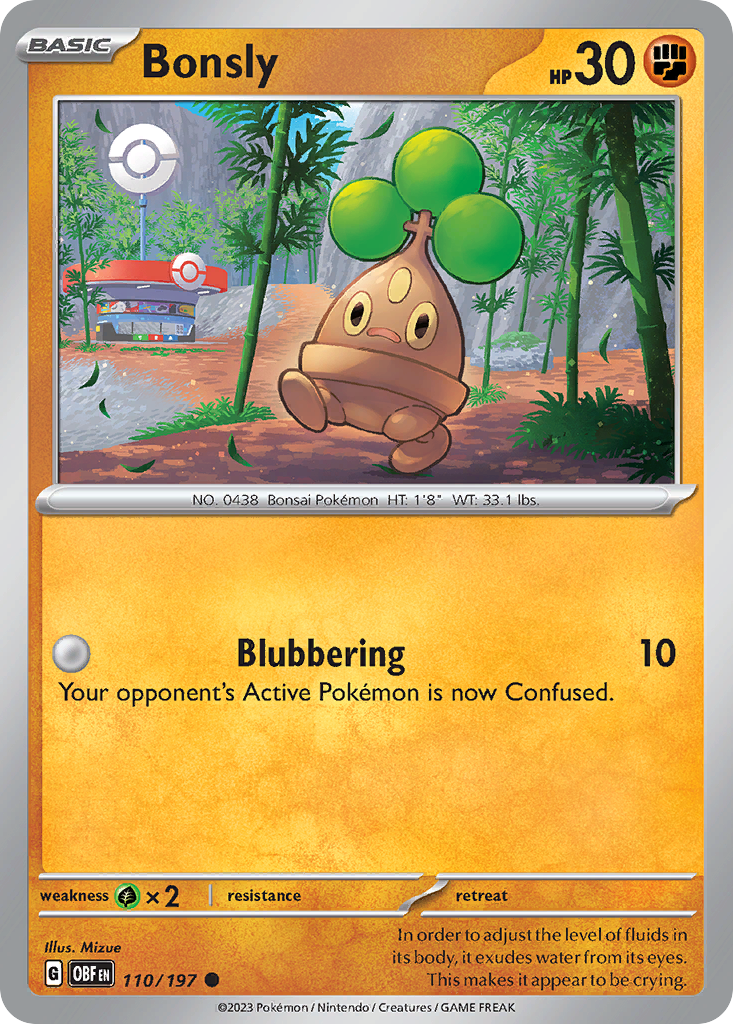 BASIC
Bonsly
HP 30
NO. 0438 Bonsai Pokémon HT: 1'8" WT: 33.1 lbs.
Blubbering 10
Your opponent's Active Pokémon is now Confused.
weakness ×2 resistance retreat
Illus. Mizue
In order to adjust the level of fluids in
its body, it exudes water from its eyes.
This makes it appear to be crying.
G OBF EN 110/197
©2023 Pokémon / Nintendo / Creatures / GAME FREAK